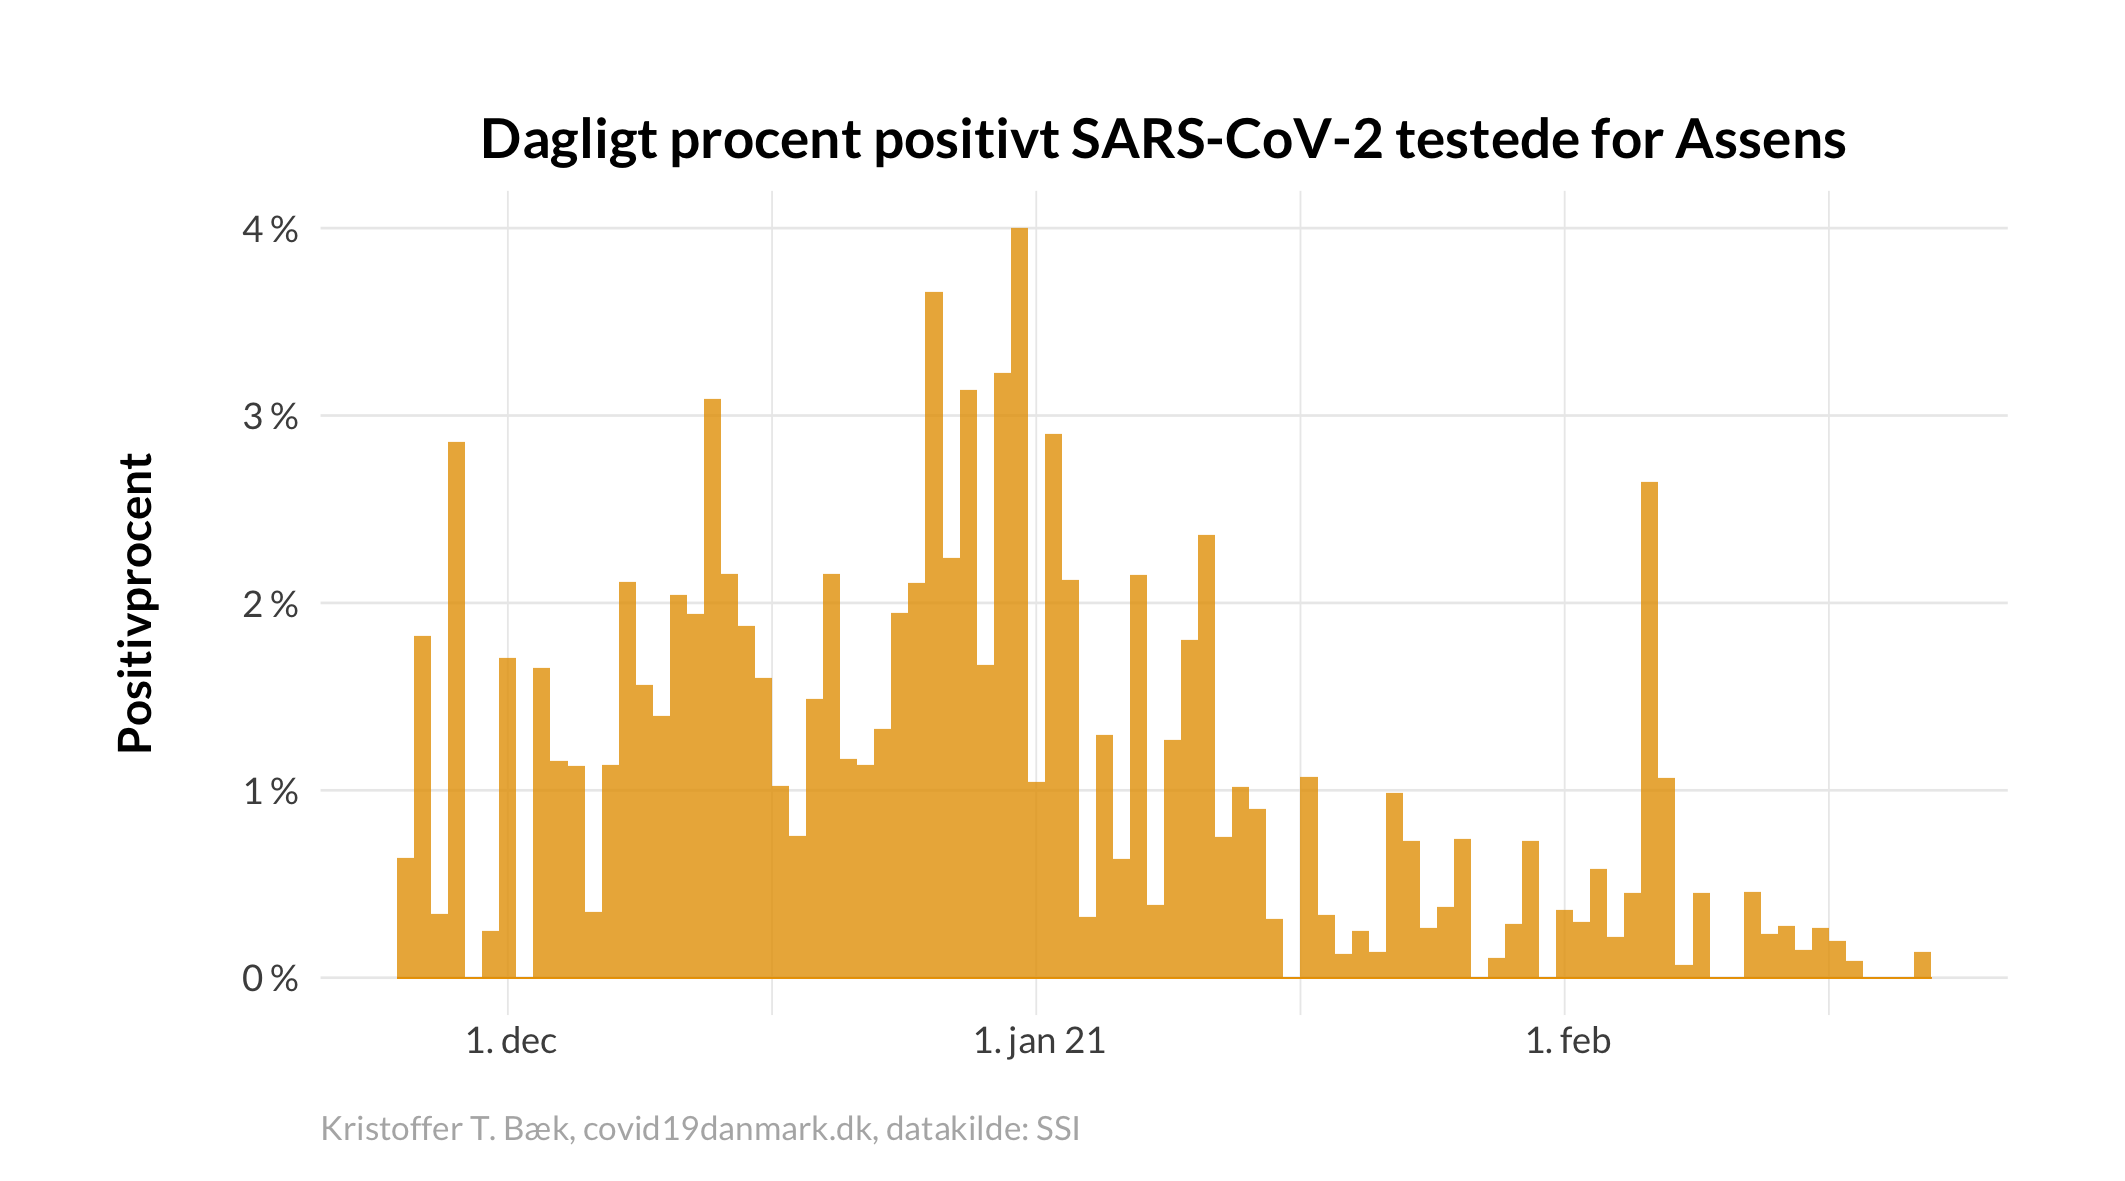 Dagligt procent positivt SARS-CoV-2 testede for Assens
Positivprocent
4 %
3 %
2 %
1 %
0 %
1. dec
1. jan 21
1. feb
Kristoffer T. Bæk, covid19danmark.dk, datakilde: SSI